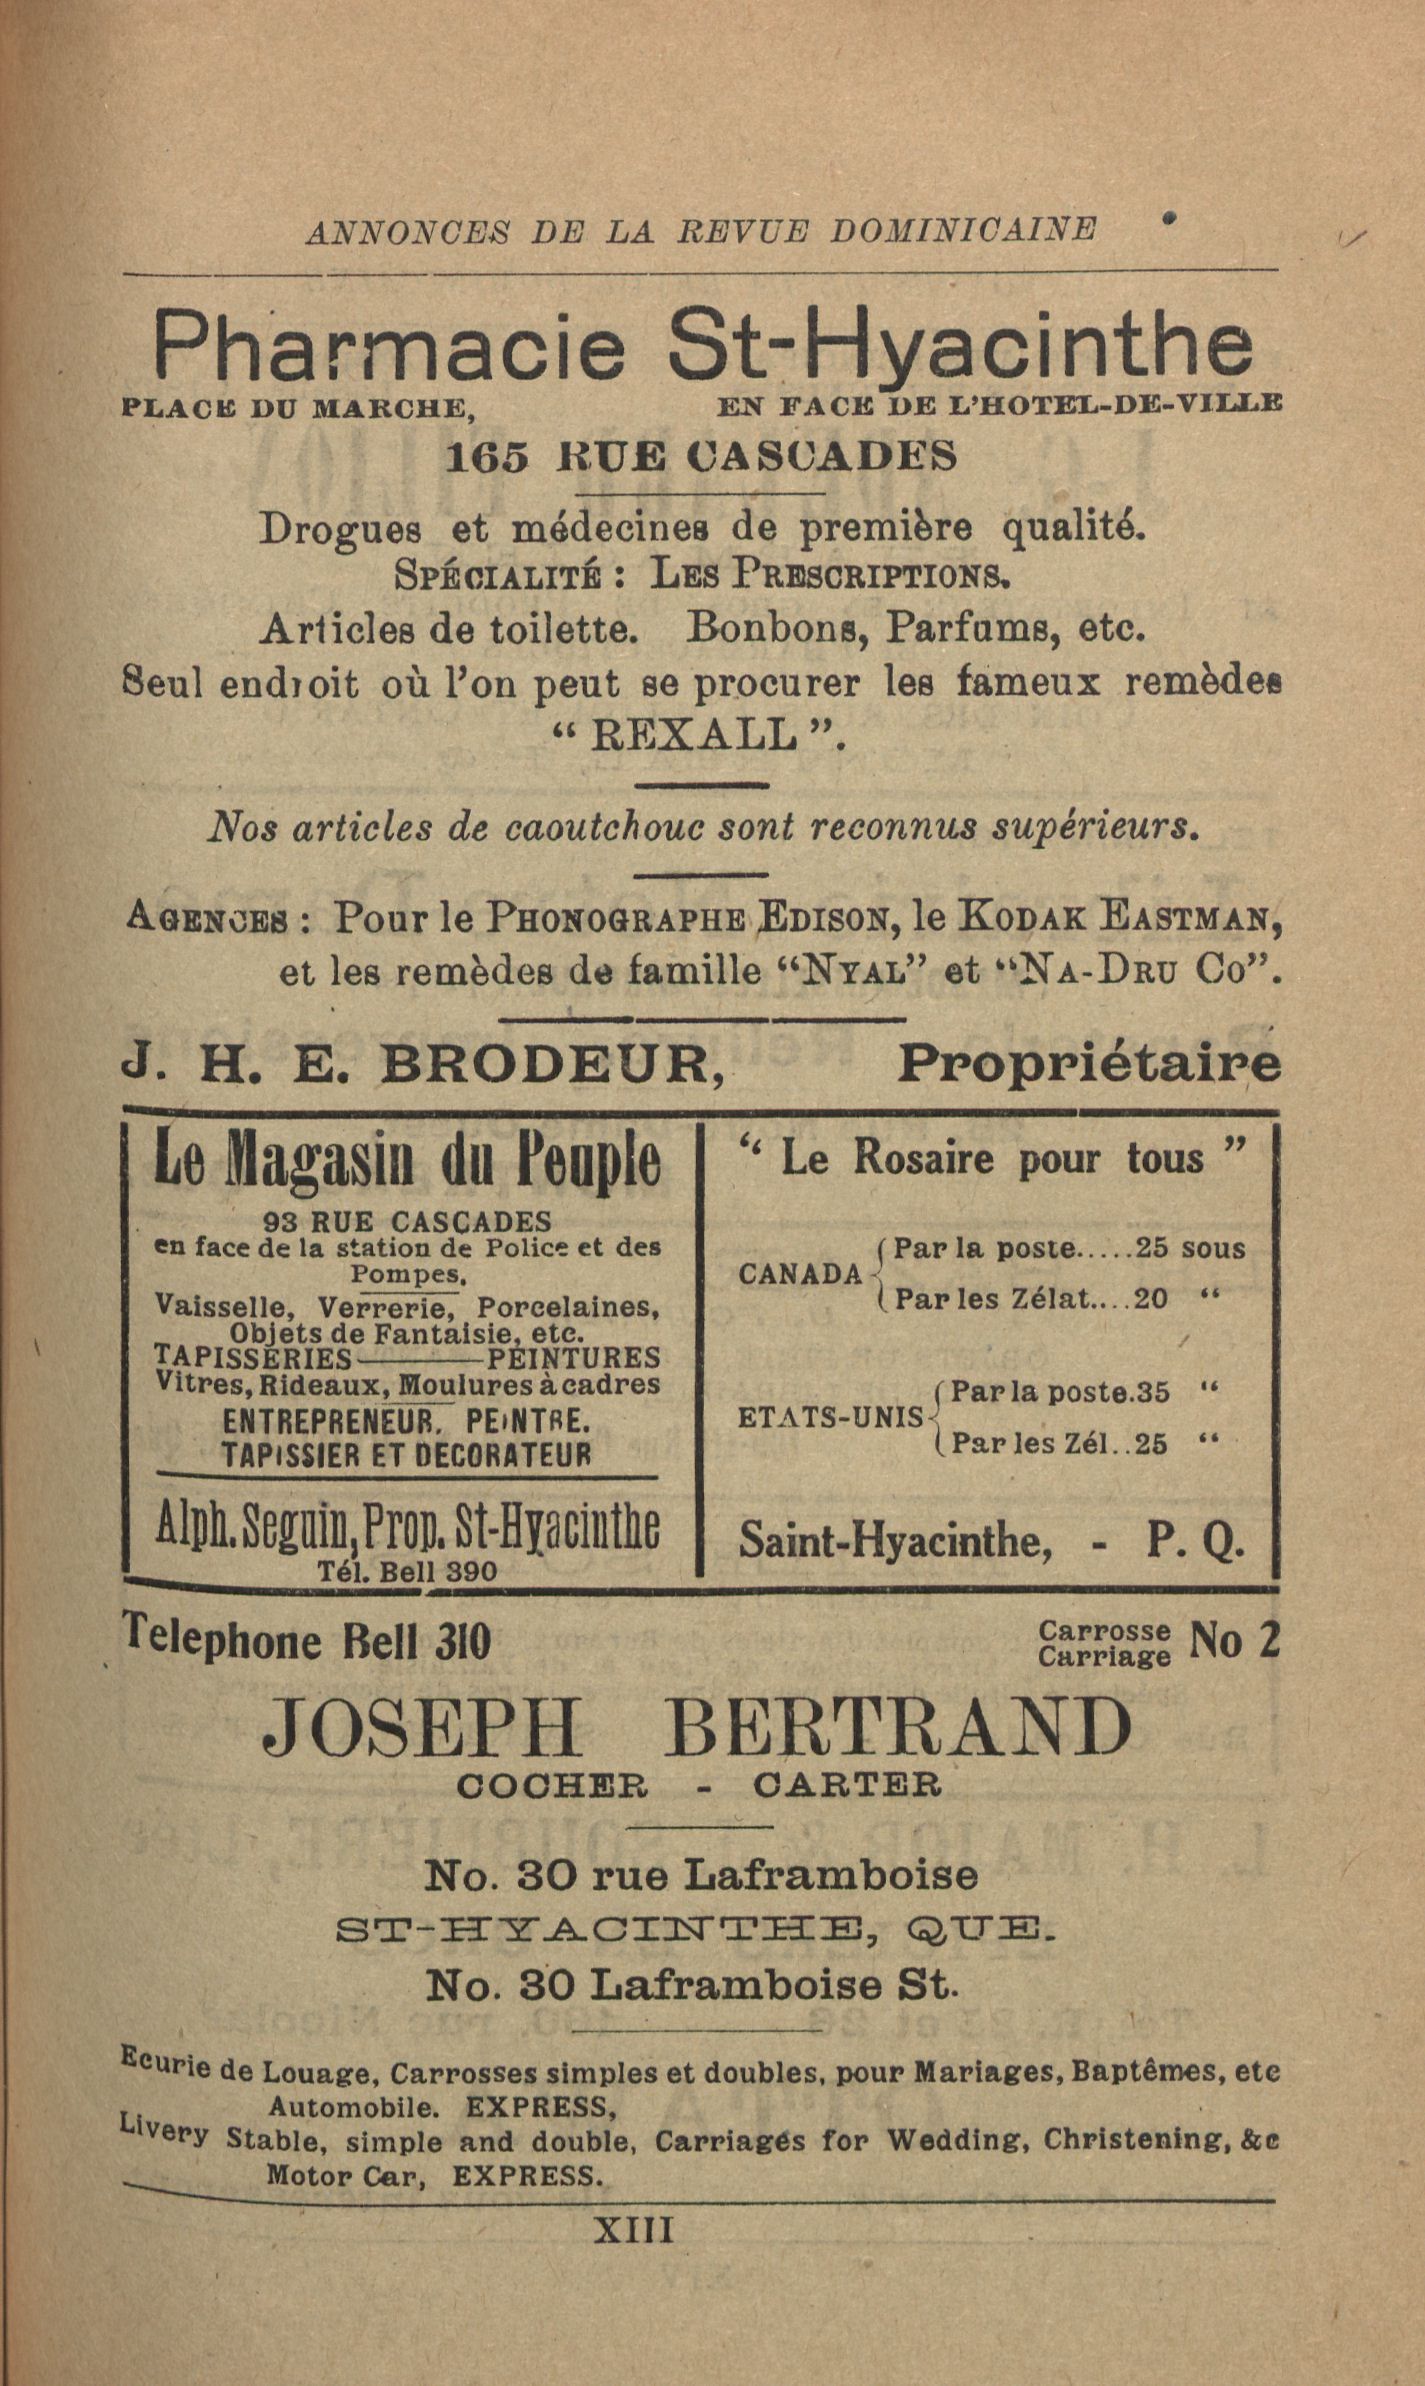 ANNONCES DE LA REVUE DOMINICAINE
Pharmacie St-Hyacinthe
PLACE DU MARCHE, EN FACE DE L'HOTEL-DE-VILLE
165 RUE CASCADES
Drogues et médecines de première qualité.
SPÉCIALITÉ : LES PRESCRIPTIONS.
Articles de toilette. Bonbons, Parfums, etc.
Seul endroit où l'on peut se procurer les fameux remèdes
“ REXALL ”.
Nos articles de caoutchouc sont reconnus supérieurs.
AGENCES : Pour le PHONOGRAPHE EDISON, le KODAK EASTMAN,
et les remèdes de famille “NYAL” et “NA-DRU CO”.
J. H. E. BRODEUR, Propriétaire
Le Magasin du Peuple
93 RUE CASCADES
en face de la station de Police et des
Pompes.
Vaisselle, Verrerie, Porcelaines,
Objets de Fantaisie, etc.
TAPISSERIES—PEINTURES
Vitres, Rideaux, Moulures à cadres
ENTREPRENEUR. PEINTRE.
TAPISSIER ET DECORATEUR
Alph. Seguin, Prop. St-Hyacinthe
Tél. Bell 390
“ Le Rosaire pour tous ”
CANADA { Par la poste.....25 sous
Par les Zélat....20 “
ETATS-UNIS { Par la poste.35 “
Par les Zél..25 “
Saint-Hyacinthe, - P. Q.
Telephone Bell 310 Carrosse No 2
Carriage
JOSEPH BERTRAND
COCHER - CARTER
No. 30 rue Laframboise
ST-HYACINTHE, QUE.
No. 30 Laframboise St.
Ecurie de Louage, Carrosses simples et doubles, pour Mariages, Baptêmes, etc
Automobile. EXPRESS,
Livery Stable, simple and double, Carriages for Wedding, Christening, &c
Motor Car, EXPRESS.
XIII